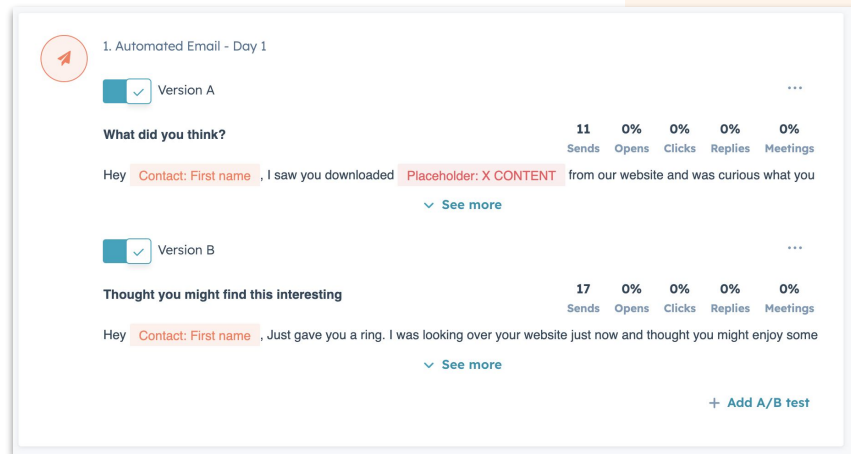 1. Automated Email - Day 1
Version A
...
What did you think?
11 0% 0% 0% 0%
Sends Opens Clicks Replies Meetings
Hey Contact: First name , I saw you downloaded Placeholder: X CONTENT from our website and was curious what you
See more
Version B
...
Thought you might find this interesting
17 0% 0% 0% 0%
Sends Opens Clicks Replies Meetings
Hey Contact: First name , Just gave you a ring. I was looking over your website just now and thought you might enjoy some
See more
+ Add A/B test